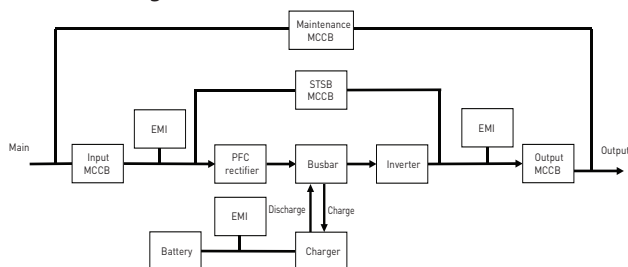 Maintenance
MCCB
STSB
MCCB
EMI
EMI
Main
Input
MCCB
PFC
rectifier
Busbar
Inverter
Output
MCCB
Output
EMI
Discharge
Charge
Battery
Charger